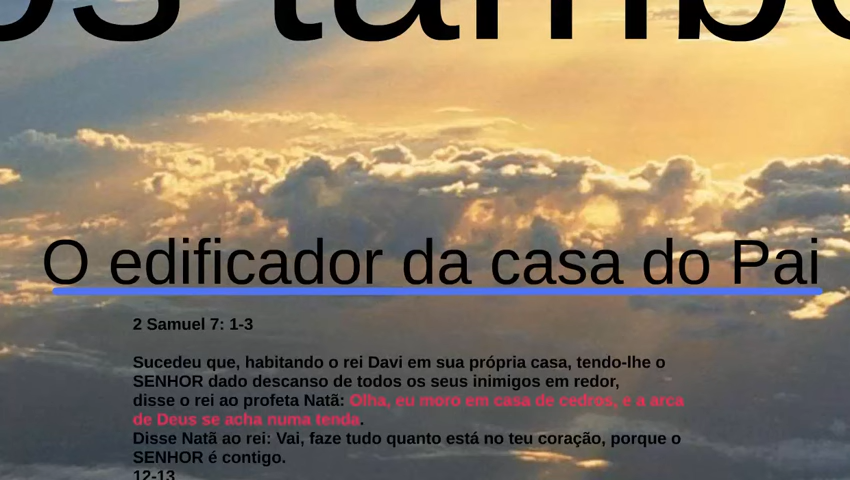 os també
O edificador da casa do Pai
2 Samuel 7: 1-3
Sucedeu que, habitando o rei Davi em sua própria casa, tendo-lhe o
SENHOR dado descanso de todos os seus inimigos em redor,
disse o rei ao profeta Natã: Olha, eu moro em casa de cedros, e a arca
de Deus se acha numa tenda.
Disse Natã ao rei: Vai, faze tudo quanto está no teu coração, porque o
SENHOR é contigo.
12-13